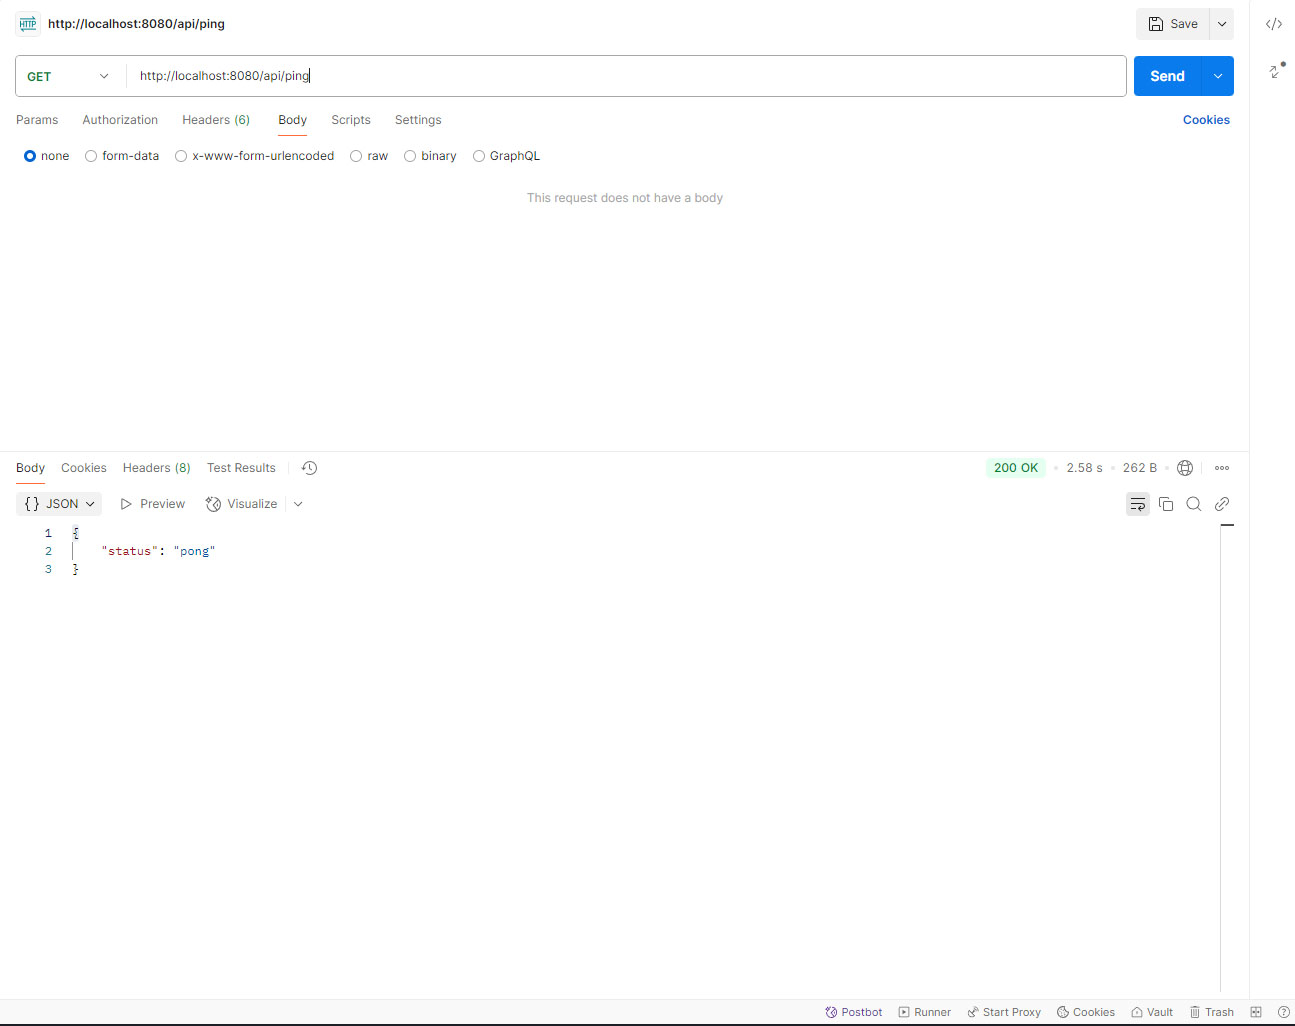 HTTP http://localhost:8080/api/ping Save
GET http://localhost:8080/api/ping Send
Params Authorization Headers (6) Body Scripts Settings Cookies
none form-data x-www-form-urlencoded raw binary GraphQL
This request does not have a body
Body Cookies Headers (8) Test Results 200 OK 2.58 s 262 B
{} JSON Preview Visualize
1 {
2 "status": "pong"
3 }
Postbot Runner Start Proxy Cookies Vault Trash